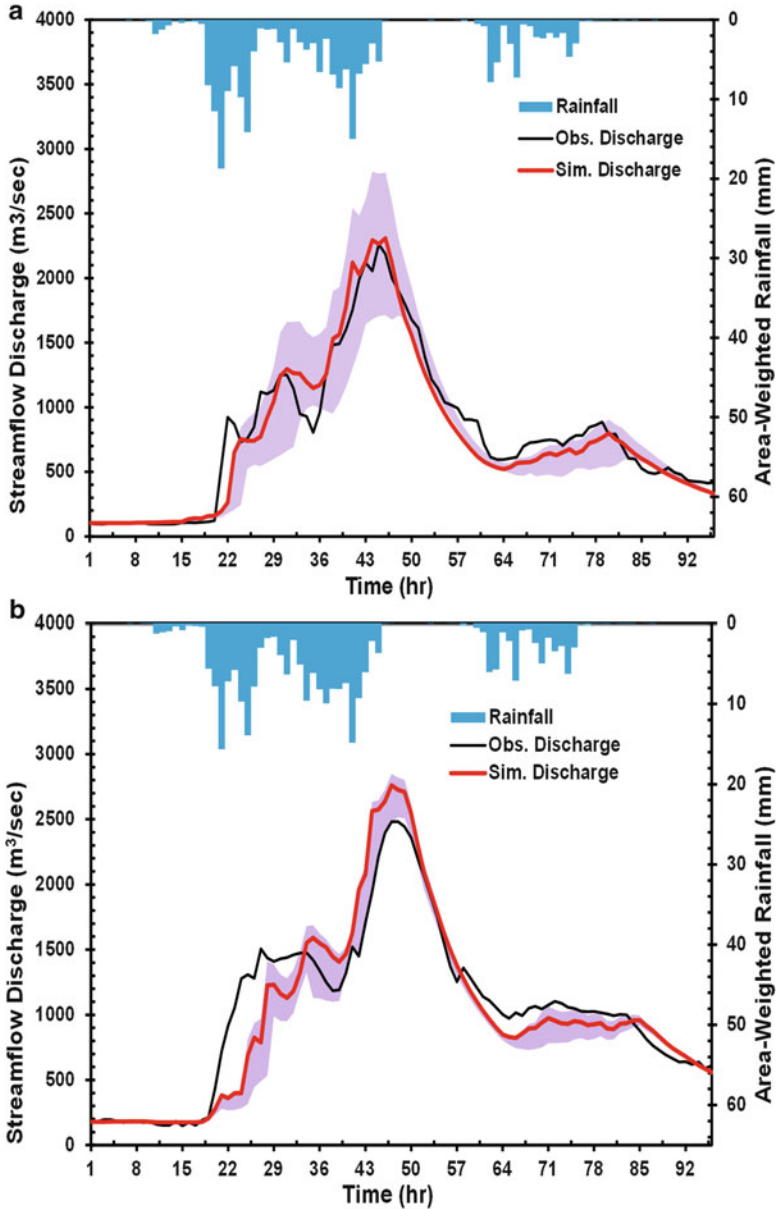 a
4000
3500
3000
2500
2000
1500
1000
500
0
Streamflow Discharge (m3/sec)
0
10
20
30
40
50
60
Area-Weighted Rainfall (mm)
Rainfall
Obs. Discharge
Sim. Discharge
1 8 15 22 29 36 43 50 57 64 71 78 85 92
Time (hr)
b
4000
3500
3000
2500
2000
1500
1000
500
0
Streamflow Discharge (m³/sec)
0
10
20
30
40
50
60
Area-Weighted Rainfall (mm)
Rainfall
Obs. Discharge
Sim. Discharge
1 8 15 22 29 36 43 50 57 64 71 78 85 92
Time (hr)